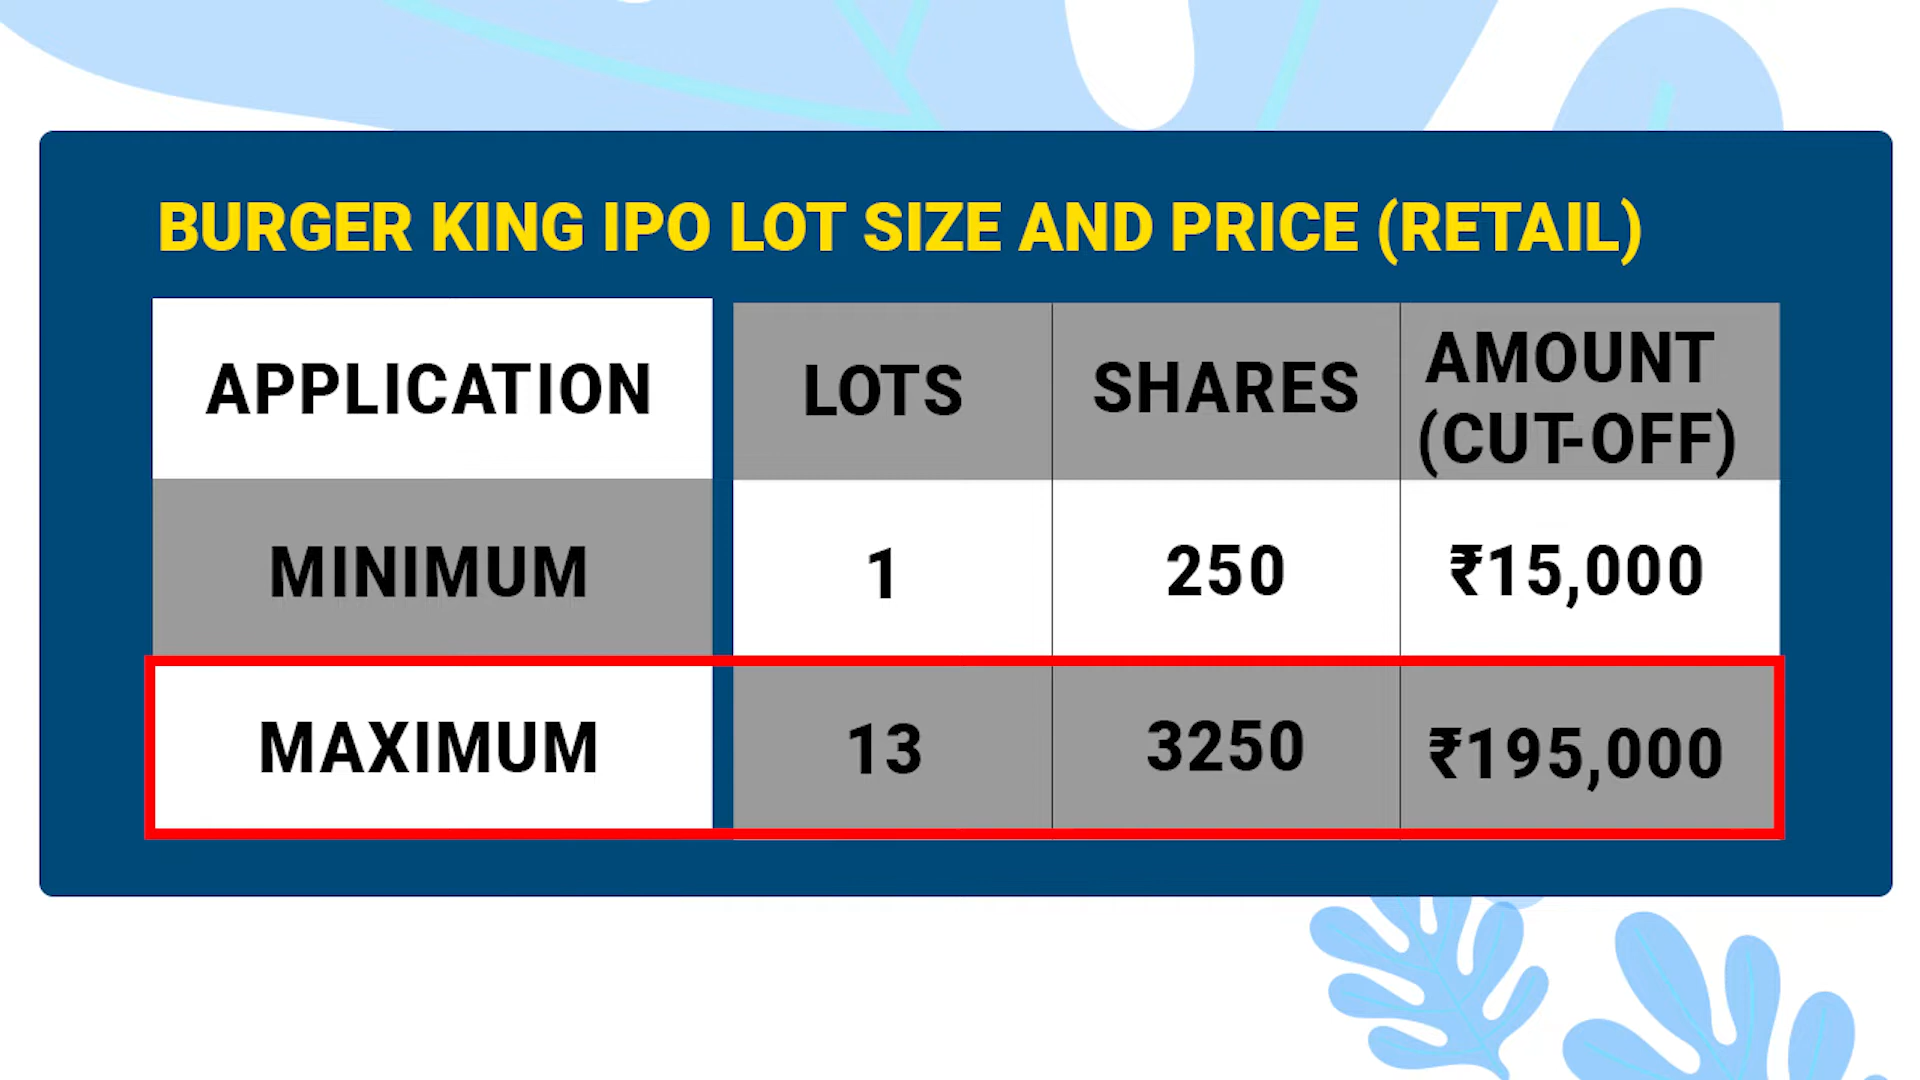 BURGER KING IPO LOT SIZE AND PRICE (RETAIL)
APPLICATION LOTS SHARES AMOUNT (CUT-OFF)
MINIMUM 1 250 ₹15,000
MAXIMUM 13 3250 ₹195,000